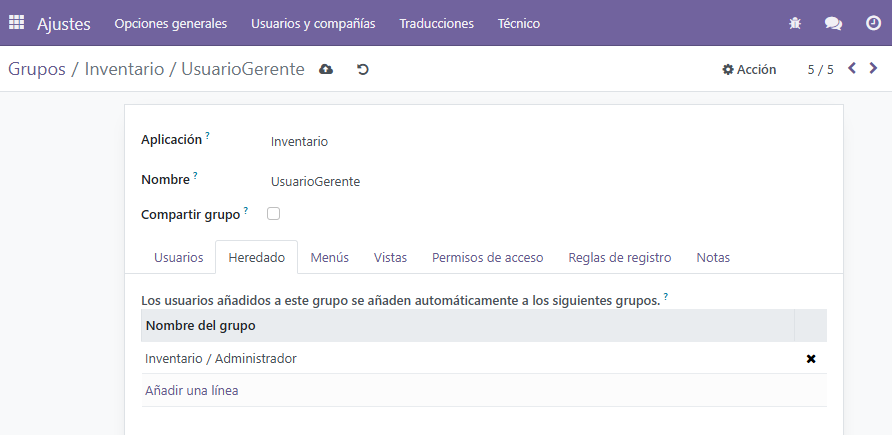 Ajustes Opciones generales Usuarios y compañías Traducciones Técnico
Grupos / Inventario / UsuarioGerente Acción 5 / 5
Aplicación ? Inventario
Nombre ? UsuarioGerente
Compartir grupo ?
Usuarios Heredado Menús Vistas Permisos de acceso Reglas de registro Notas
Los usuarios añadidos a este grupo se añaden automáticamente a los siguientes grupos. ?
Nombre del grupo
Inventario / Administrador
Añadir una línea